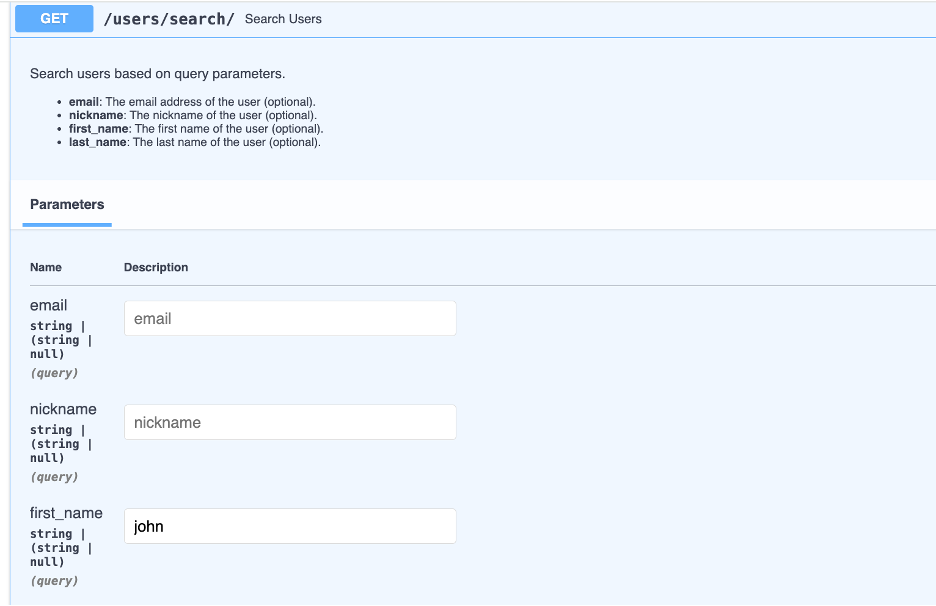 GET /users/search/ Search Users
Search users based on query parameters.
• email: The email address of the user (optional).
• nickname: The nickname of the user (optional).
• first_name: The first name of the user (optional).
• last_name: The last name of the user (optional).
Parameters
Name Description
email
string |
(string |
null)
(query)
email
nickname
string |
(string |
null)
(query)
nickname
first_name
string |
(string |
null)
(query)
john